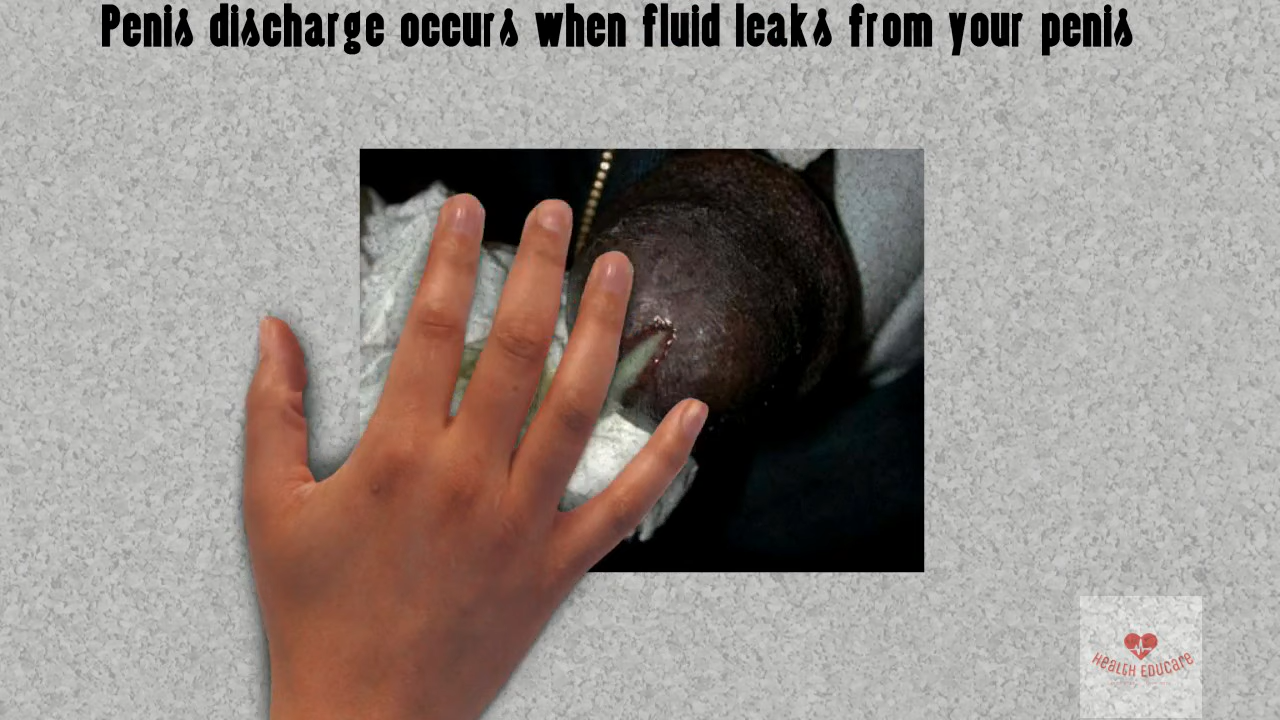 Penis discharge occurs when fluid leaks from your penis
Health Educare